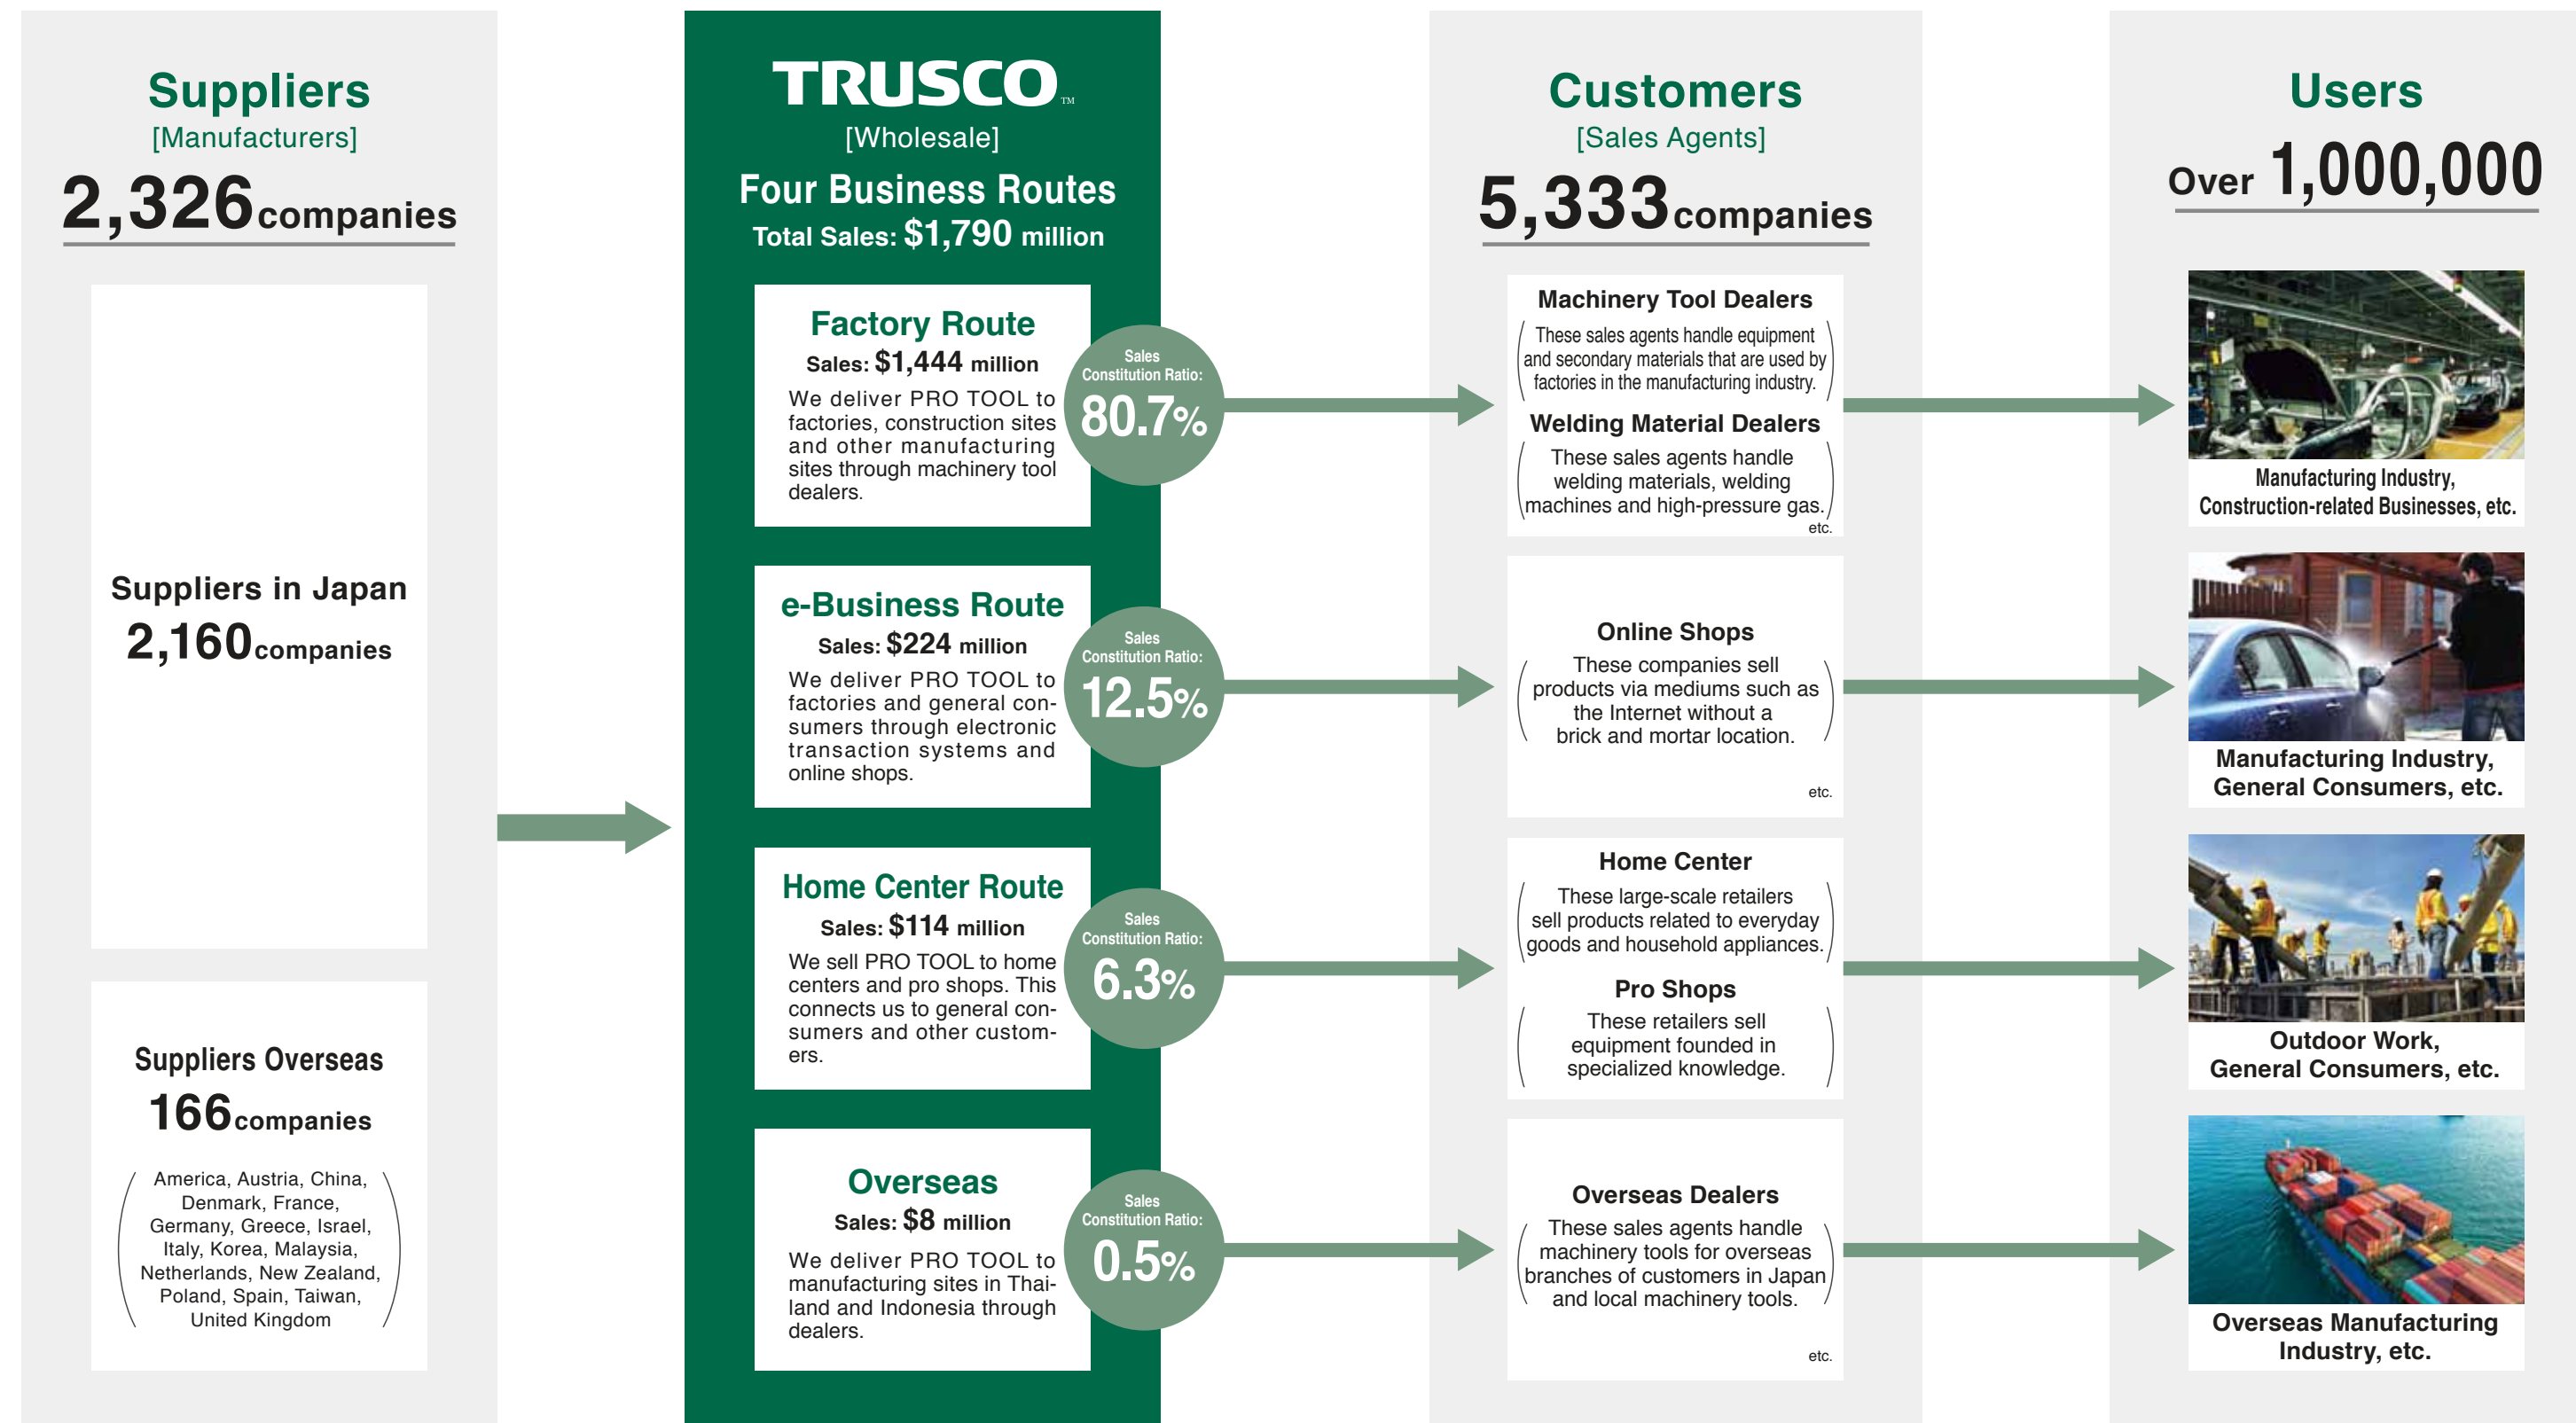 Suppliers
[Manufacturers]
2,326 companies
Suppliers in Japan
2,160 companies
Suppliers Overseas
166 companies
America, Austria, China,
Denmark, France,
Germany, Greece, Israel,
Italy, Korea, Malaysia,
Netherlands, New Zealand,
Poland, Spain, Taiwan,
United Kingdom
TRUSCO™
[Wholesale]
Four Business Routes
Total Sales: $1,790 million
Factory Route
Sales: $1,444 million
We deliver PRO TOOL to
factories, construction sites
and other manufacturing
sites through machinery tool
dealers.
Sales
Constitution Ratio:
80.7%
e-Business Route
Sales: $224 million
We deliver PRO TOOL to
factories and general con-
sumers through electronic
transaction systems and
online shops.
Sales
Constitution Ratio:
12.5%
Home Center Route
Sales: $114 million
We sell PRO TOOL to home
centers and pro shops. This
connects us to general con-
sumers and other custom-
ers.
Sales
Constitution Ratio:
6.3%
Overseas
Sales: $8 million
We deliver PRO TOOL to
manufacturing sites in Thai-
land and Indonesia through
dealers.
Sales
Constitution Ratio:
0.5%
Customers
[Sales Agents]
5,333 companies
Machinery Tool Dealers
These sales agents handle equipment
and secondary materials that are used by
factories in the manufacturing industry.
Welding Material Dealers
These sales agents handle
welding materials, welding
machines and high-pressure gas.
etc.
Online Shops
These companies sell
products via mediums such as
the Internet without a
brick and mortar location.
etc.
Home Center
These large-scale retailers
sell products related to everyday
goods and household appliances.
Pro Shops
These retailers sell
equipment founded in
specialized knowledge.
Overseas Dealers
These sales agents handle
machinery tools for overseas
branches of customers in Japan
and local machinery tools.
etc.
Users
Over 1,000,000
Manufacturing Industry,
Construction-related Businesses, etc.
Manufacturing Industry,
General Consumers, etc.
Outdoor Work,
General Consumers, etc.
Overseas Manufacturing
Industry, etc.